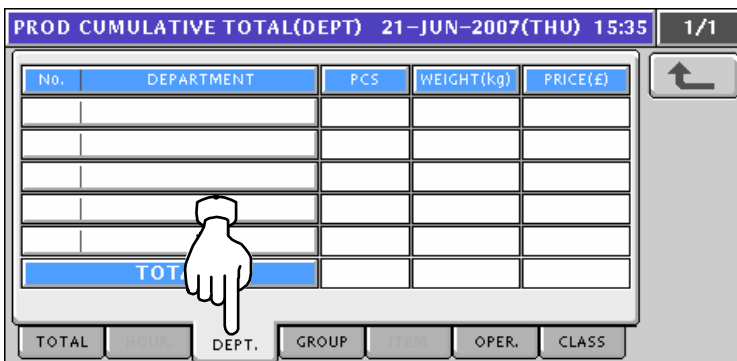 PROD CUMULATIVE TOTAL(DEPT) 21-JUN-2007(THU) 15:35 1/1
No. DEPARTMENT PCS WEIGHT(kg) PRICE(£)
TOTAL HOUR. DEPT. GROUP ITEM OPER. CLASS